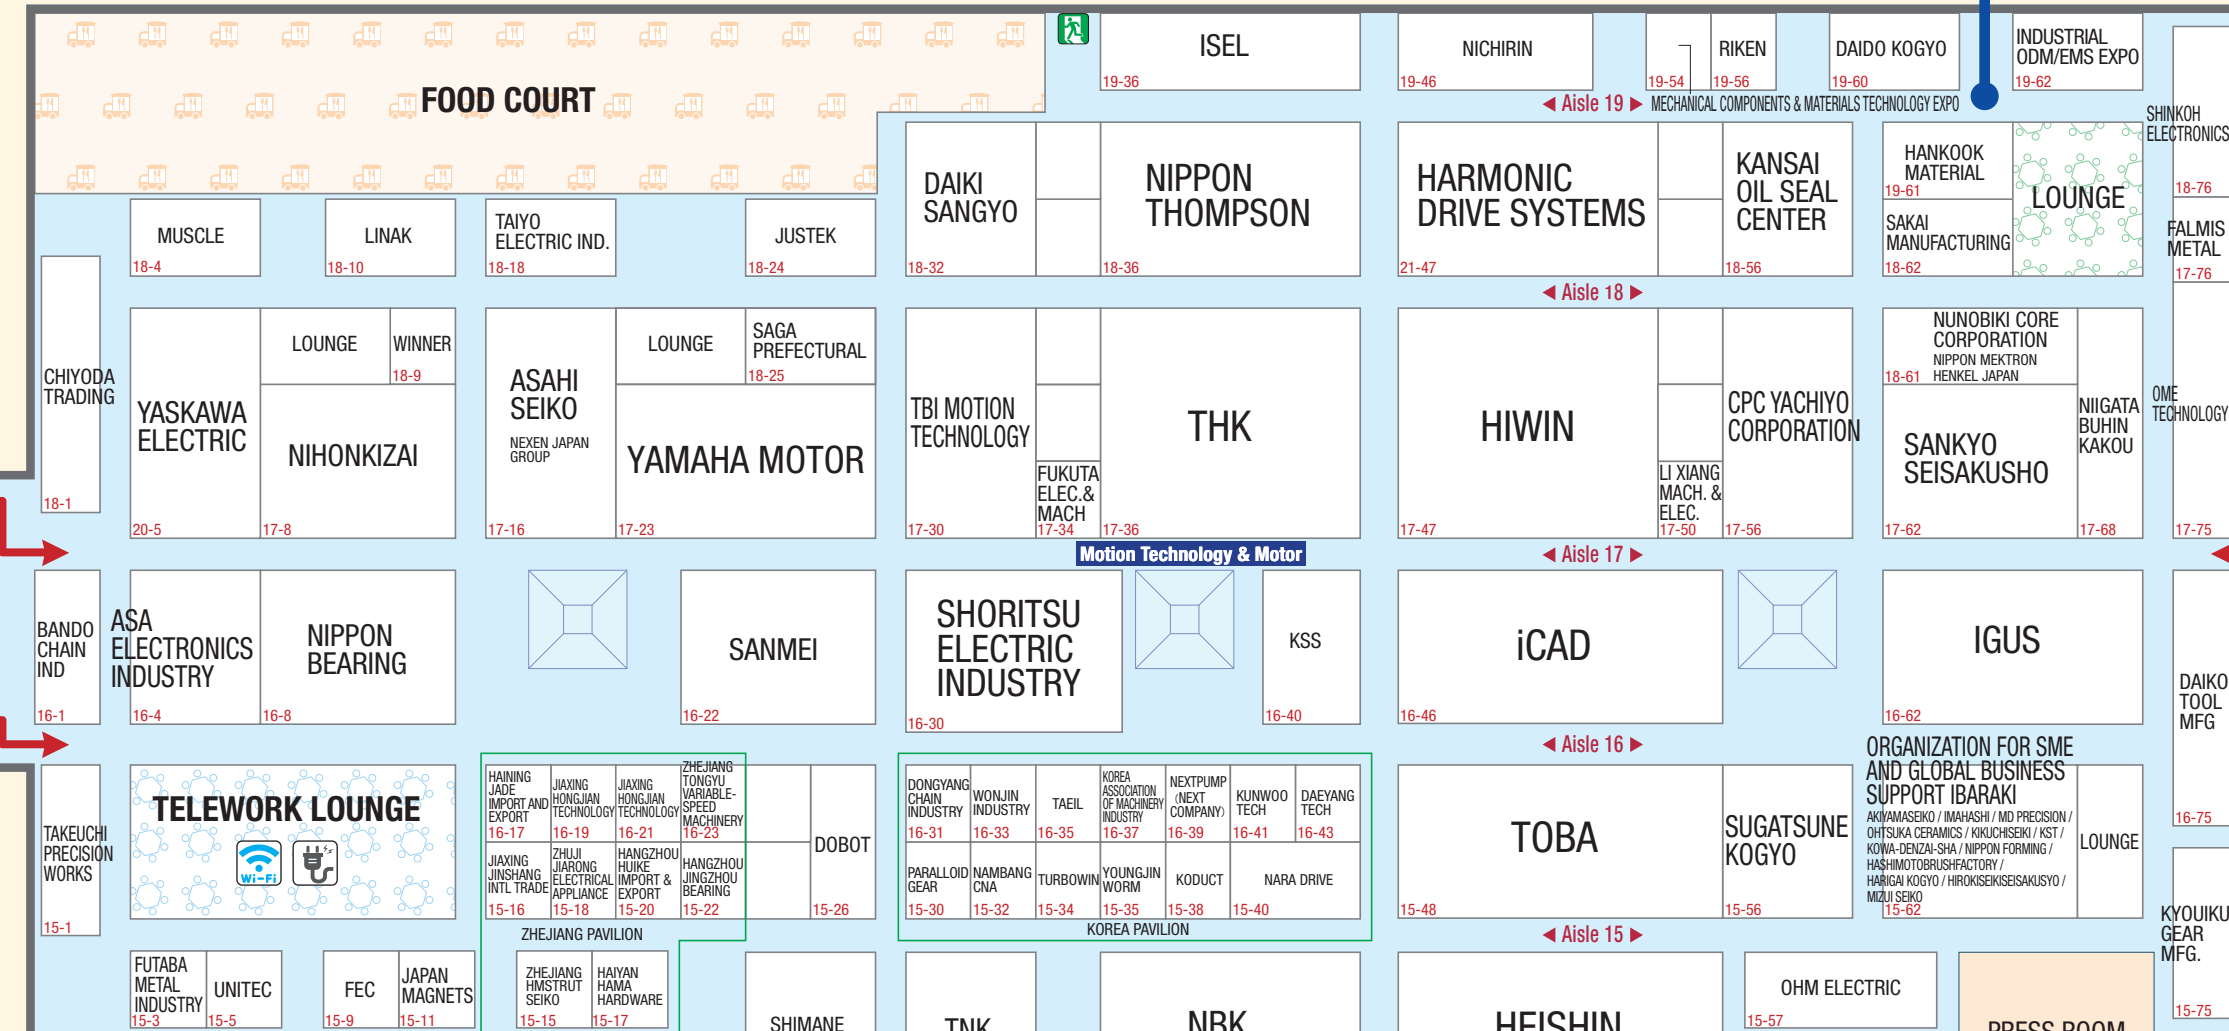 FOOD COURT
ISEL
19-36
NICHIRIN
19-46
19-54
RIKEN
19-56
DAIDO KOGYO
19-60
INDUSTRIAL
ODM/EMS EXPO
19-62
◀ Aisle 19 ▶
MECHANICAL COMPONENTS & MATERIALS TECHNOLOGY EXPO
SHINKOH
ELECTRONICS
18-76
MUSCLE
18-4
LINAK
18-10
TAIYO
ELECTRIC IND.
18-18
JUSTEK
18-24
DAIKI
SANGYO
18-32
NIPPON
THOMPSON
18-36
HARMONIC
DRIVE SYSTEMS
21-47
KANSAI
OIL SEAL
CENTER
18-56
HANKOOK
MATERIAL
19-61
SAKAI
MANUFACTURING
18-62
LOUNGE
FALMIS
METAL
17-76
◀ Aisle 18 ▶
CHIYODA
TRADING
18-1
YASKAWA
ELECTRIC
20-5
LOUNGE
WINNER
18-9
NIHONKIZAI
17-8
ASAHI
SEIKO
NEXEN JAPAN
GROUP
17-16
LOUNGE
SAGA
PREFECTURAL
18-25
YAMAHA MOTOR
17-23
TBI MOTION
TECHNOLOGY
17-30
FUKUTA
ELEC.&
MACH
17-34
THK
17-36
HIWIN
17-47
LI XIANG
MACH. &
ELEC.
17-50
CPC YACHIYO
CORPORATION
17-56
NUNOBIKI CORE
CORPORATION
NIPPON MEKTRON
HENKEL JAPAN
18-61
SANKYO
SEISAKUSHO
17-62
NIIGATA
BUHIN
KAKOU
17-68
OME
TECHNOLOGY
17-75
Motion Technology & Motor
◀ Aisle 17 ▶
BANDO
CHAIN
IND
16-1
ASA
ELECTRONICS
INDUSTRY
16-4
NIPPON
BEARING
16-8
SANMEI
16-22
SHORITSU
ELECTRIC
INDUSTRY
16-30
KSS
16-40
iCAD
16-46
IGUS
16-62
DAIKO
TOOL
MFG
16-75
◀ Aisle 16 ▶
TAKEUCHI
PRECISION
WORKS
15-1
TELEWORK LOUNGE
Wi-Fi
HAINING
JADE
IMPORT AND
EXPORT
16-17
JIAXING
HONGJIAN
TECHNOLOGY
16-19
JIAXING
HONGJIAN
TECHNOLOGY
16-21
ZHEJIANG
TONGYU
VARIABLE-
SPEED
MACHINERY
16-23
JIAXING
JINSHANG
INTL TRADE
15-16
ZHUJI
JIARONG
ELECTRICAL
APPLIANCE
15-18
HANGZHOU
HUIKE
IMPORT &
EXPORT
15-20
HANGZHOU
JINGZHOU
BEARING
15-22
DOBOT
15-26
ZHEJIANG PAVILION
DONGYANG
CHAIN
INDUSTRY
16-31
WONJIN
INDUSTRY
16-33
TAEIL
16-35
KOREA
ASSOCIATION
OF MACHINERY
INDUSTRY
16-37
NEXTPUMP
(NEXT
COMPANY)
16-39
KUNWOO
TECH
16-41
DAEYANG
TECH
16-43
PARALLOID
GEAR
15-30
NAMBANG
CNA
15-32
TURBOWIN
15-34
YOUNGJIN
WORM
15-35
KODUCT
15-38
NARA DRIVE
15-40
KOREA PAVILION
TOBA
15-48
SUGATSUNE
KOGYO
15-56
ORGANIZATION FOR SME
AND GLOBAL BUSINESS
SUPPORT IBARAKI
AKIYAMASEIKO / IMAHASHI / MD PRECISION /
OHTSUKA CERAMICS / KIKUCHISEIKI / KST /
KOWA-DENZAI-SHA / NIPPON FORMING /
HASHIMOTOBRUSHFACTORY /
HARIGAI KOGYO / HIROKISEIKISEISAKUSYO /
MIZUI SEIKO
15-62
LOUNGE
◀ Aisle 15 ▶
KYOUIKU
GEAR
MFG.
15-75
FUTABA
METAL
INDUSTRY
15-3
UNITEC
15-5
FEC
15-9
JAPAN
MAGNETS
15-11
ZHEJIANG
HMSTRUT
SEIKO
15-15
HAIYAN
HAMA
HARDWARE
15-17
SHIMANE
TNK
NBK
HEISHIN
OHM ELECTRIC
15-57
PRESS ROOM